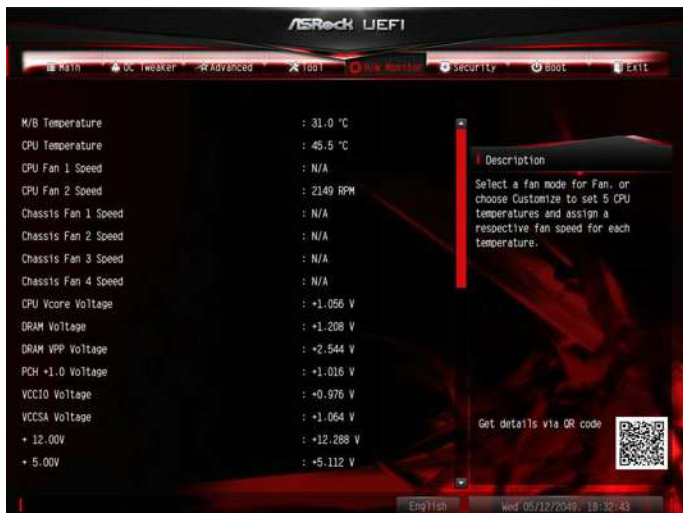 ASRock UEFI
Main OC Tweaker Advanced Tool H/W Monitor Security Boot Exit
M/B Temperature : 31.0 °C
CPU Temperature : 45.5 °C
CPU Fan 1 Speed : N/A
CPU Fan 2 Speed : 2149 RPM
Chassis Fan 1 Speed : N/A
Chassis Fan 2 Speed : N/A
Chassis Fan 3 Speed : N/A
Chassis Fan 4 Speed : N/A
CPU Vcore Voltage : +1.056 V
DRAM Voltage : +1.208 V
DRAM VPP Voltage : +2.544 V
PCH +1.0 Voltage : +1.016 V
VCCIO Voltage : +0.976 V
VCCSA Voltage : +1.064 V
+ 12.00V : +12.288 V
+ 5.00V : +5.112 V
Description
Select a fan mode for Fan, or
choose Customize to set 5 CPU
temperatures and assign a
respective fan speed for each
temperature.
Get details via QR code
English
Wed 05/12/2049, 18:32:43